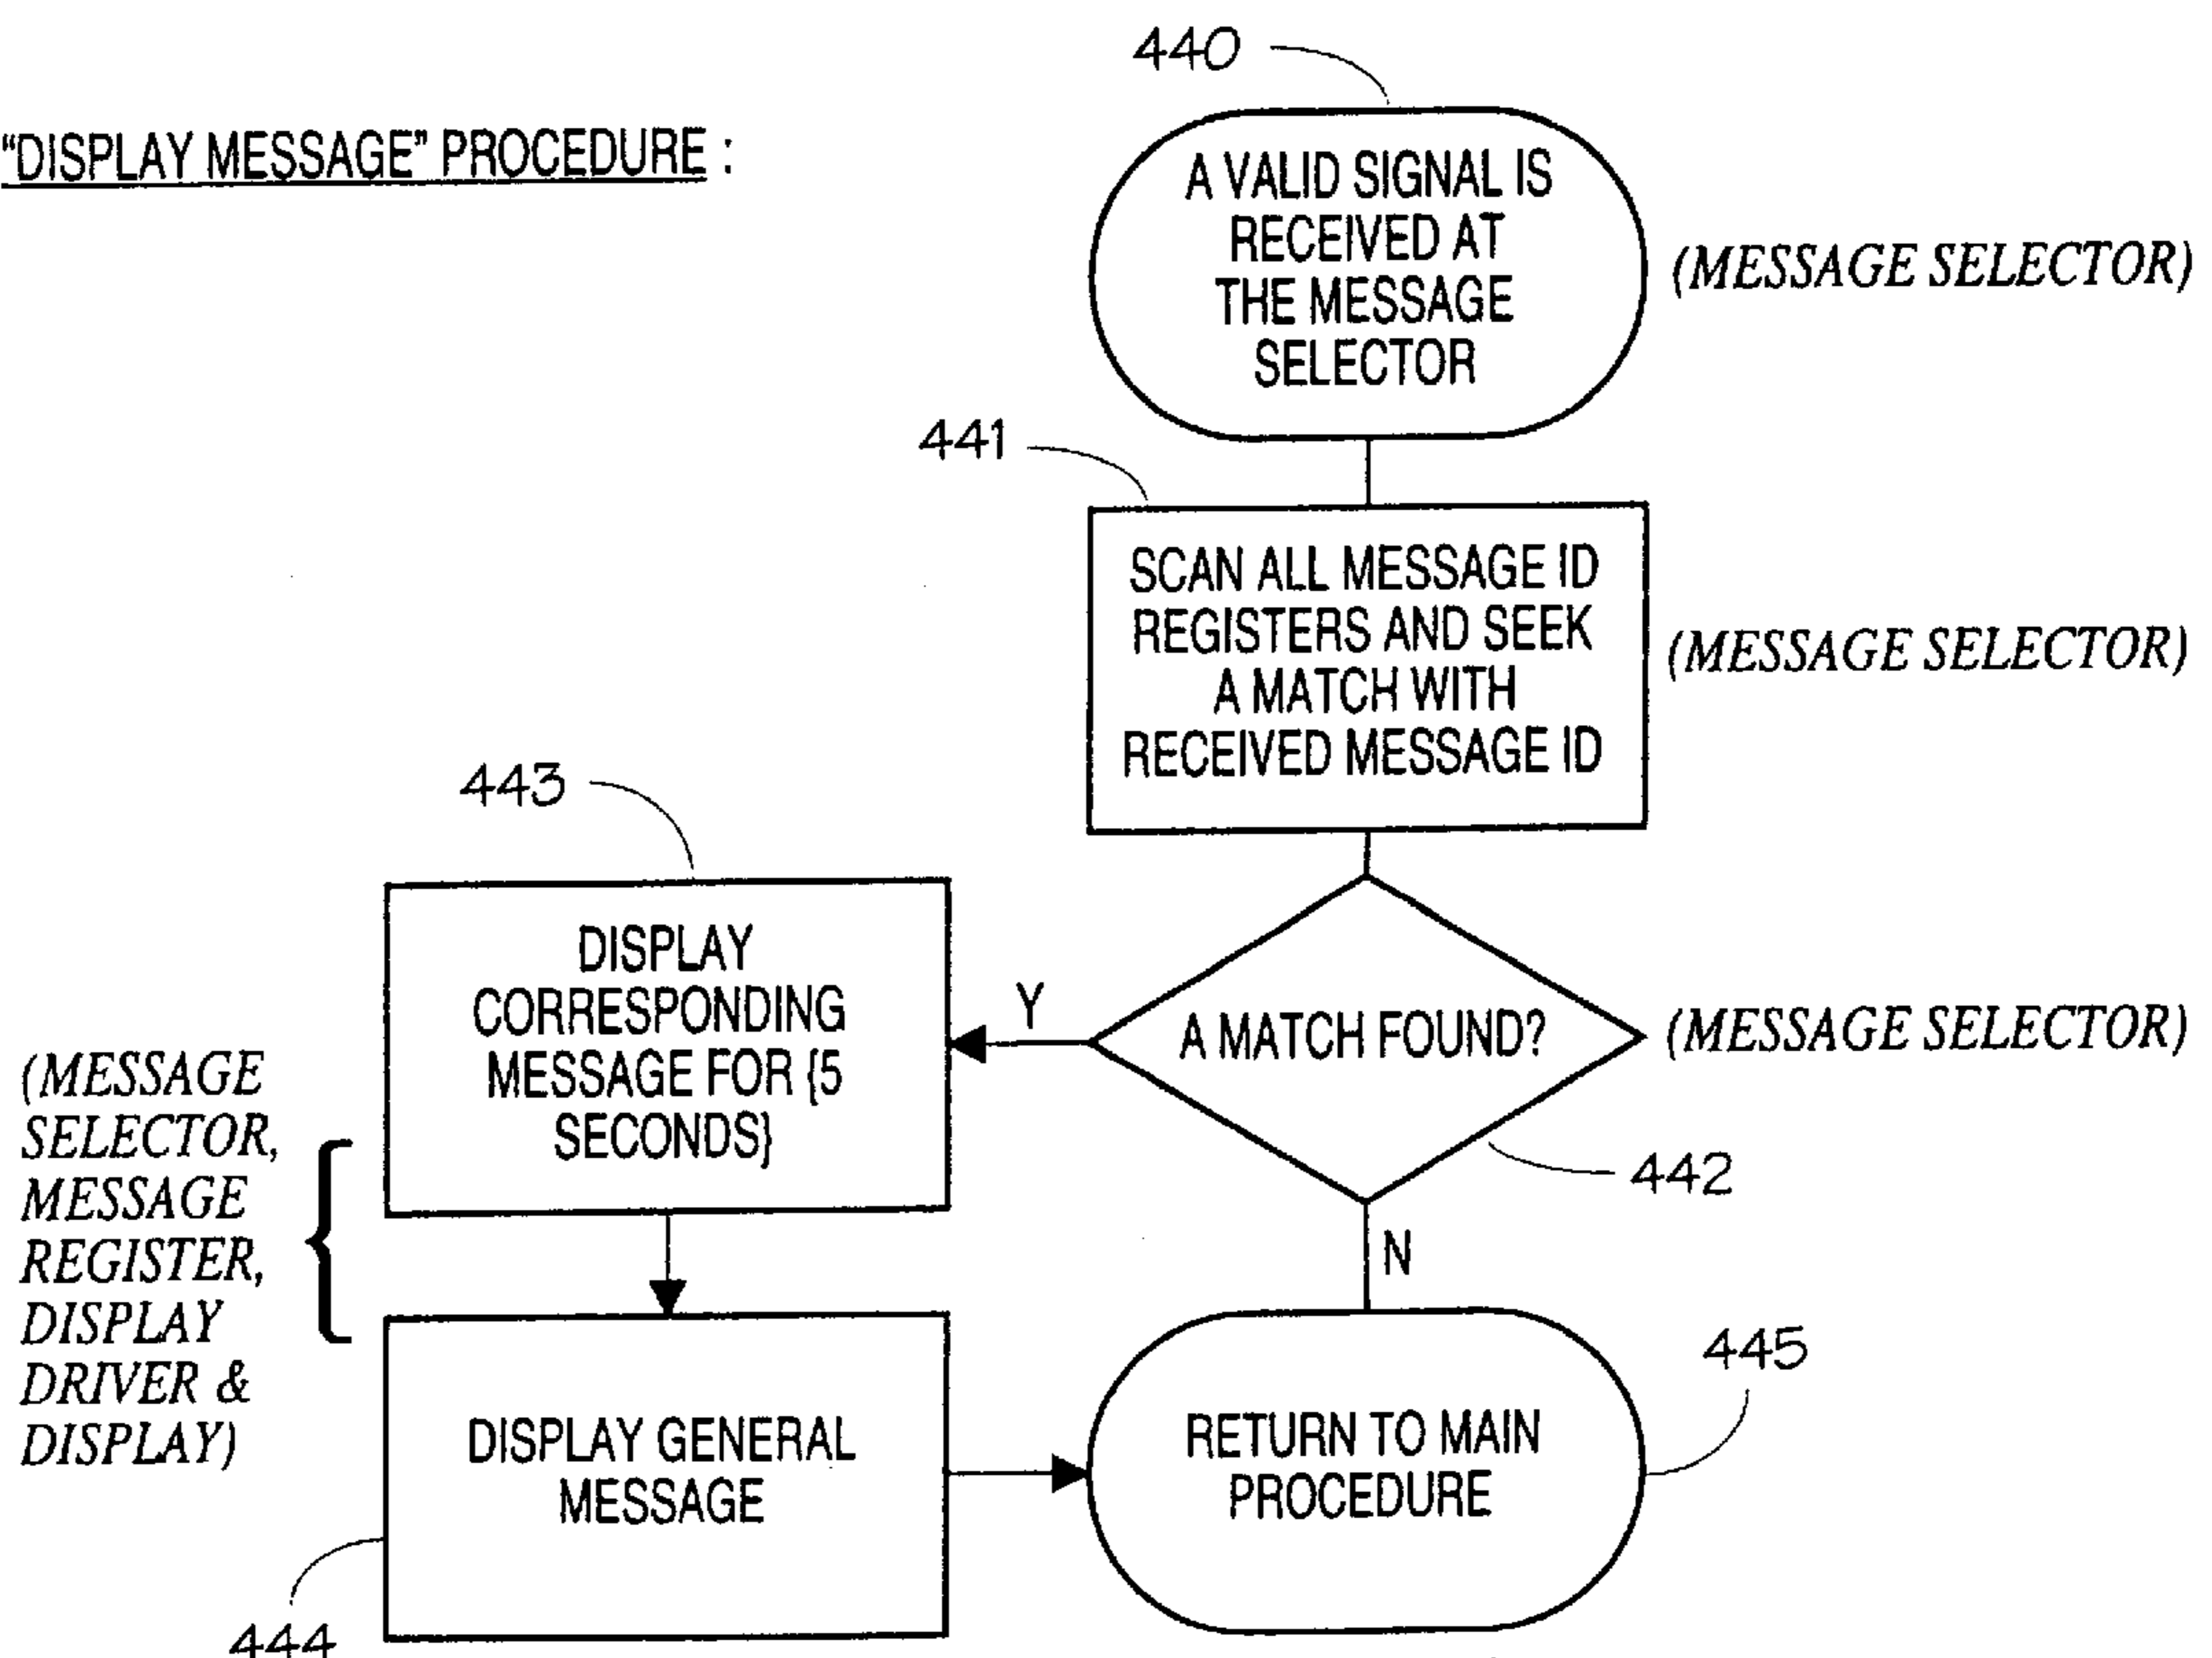 440
"DISPLAY MESSAGE" PROCEDURE :
A VALID SIGNAL IS
RECEIVED AT
THE MESSAGE
SELECTOR
(MESSAGE SELECTOR)
441
SCAN ALL MESSAGE ID
REGISTERS AND SEEK
A MATCH WITH
RECEIVED MESSAGE ID
(MESSAGE SELECTOR)
443
DISPLAY
CORRESPONDING
MESSAGE FOR {5
SECONDS}
Y
A MATCH FOUND?
(MESSAGE SELECTOR)
442
N
(MESSAGE
SELECTOR,
MESSAGE
REGISTER,
DISPLAY
DRIVER &
DISPLAY)
DISPLAY GENERAL
MESSAGE
444
RETURN TO MAIN
PROCEDURE
445